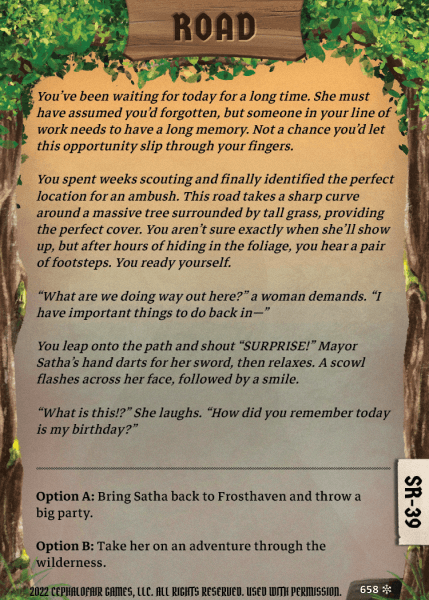 ROAD
You've been waiting for today for a long time. She must
have assumed you'd forgotten, but someone in your line of
work needs to have a long memory. Not a chance you'd let
this opportunity slip through your fingers.
You spent weeks scouting and finally identified the perfect
location for an ambush. This road takes a sharp curve
around a massive tree surrounded by tall grass, providing
the perfect cover. You aren't sure exactly when she'll show
up, but after hours of hiding in the foliage, you hear a pair
of footsteps. You ready yourself.
“What are we doing way out here?” a woman demands. “I
have important things to do back in—”
You leap onto the path and shout “SURPRISE!” Mayor
Satha's hand darts for her sword, then relaxes. A scowl
flashes across her face, followed by a smile.
“What is this!?” She laughs. “How did you remember today
is my birthday?”
Option A: Bring Satha back to Frosthaven and throw a
big party.
Option B: Take her on an adventure through the
wilderness.
SR-39
2022 CEPHALOFAIR GAMES, LLC. ALL RIGHTS RESERVED. USED WITH PERMISSION.
658